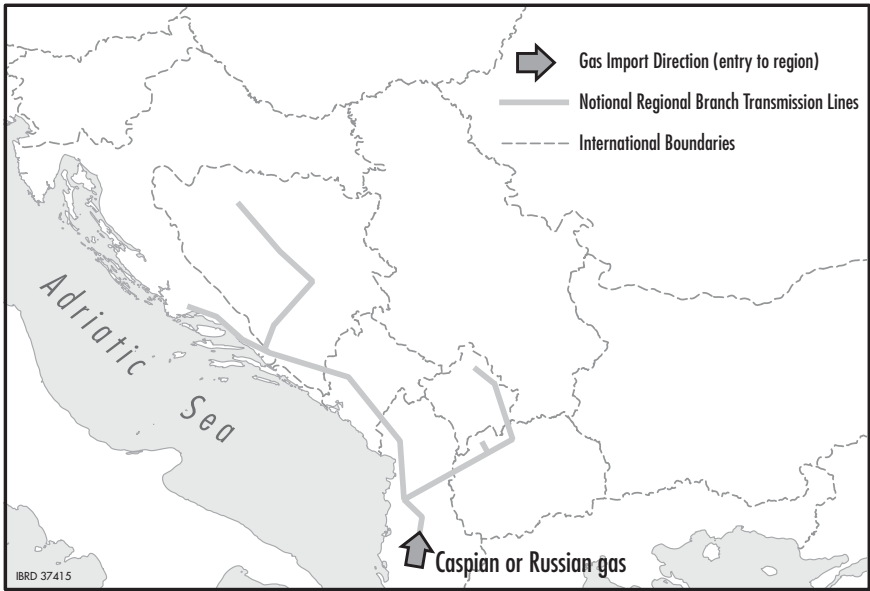 Gas Import Direction (entry to region)
Notional Regional Branch Transmission Lines
International Boundaries
Adriatic
Sea
Caspian or Russian gas
IBRD 37415